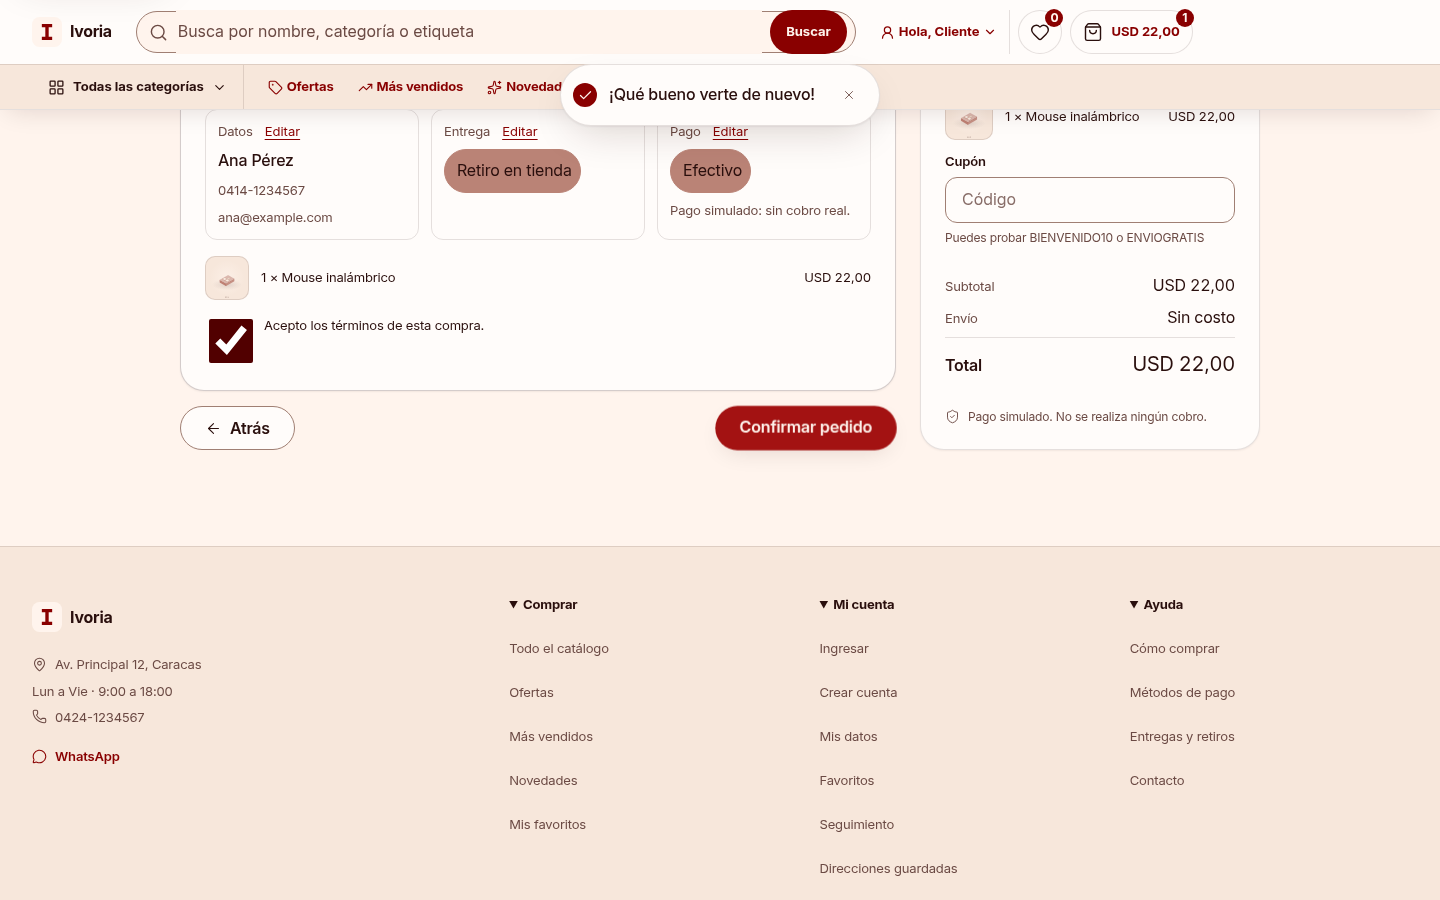 Ivoria
Busca por nombre, categoría o etiqueta
Buscar
Hola, Cliente
0
USD 22,00
1
Todas las categorías
Ofertas
Más vendidos
Novedad
¡Qué bueno verte de nuevo!
Datos Editar
Ana Pérez
0414-1234567
ana@example.com
Entrega Editar
Retiro en tienda
Pago Editar
Efectivo
Pago simulado: sin cobro real.
1 × Mouse inalámbrico USD 22,00
Acepto los términos de esta compra.
Atrás
Confirmar pedido
1 × Mouse inalámbrico USD 22,00
Cupón
Código
Puedes probar BIENVENIDO10 o ENVIOGRATIS
Subtotal USD 22,00
Envío Sin costo
Total USD 22,00
Pago simulado. No se realiza ningún cobro.
I Ivoria
Av. Principal 12, Caracas
Lun a Vie · 9:00 a 18:00
0424-1234567
WhatsApp
Comprar
Todo el catálogo
Ofertas
Más vendidos
Novedades
Mis favoritos
Mi cuenta
Ingresar
Crear cuenta
Mis datos
Favoritos
Seguimiento
Direcciones guardadas
Ayuda
Cómo comprar
Métodos de pago
Entregas y retiros
Contacto